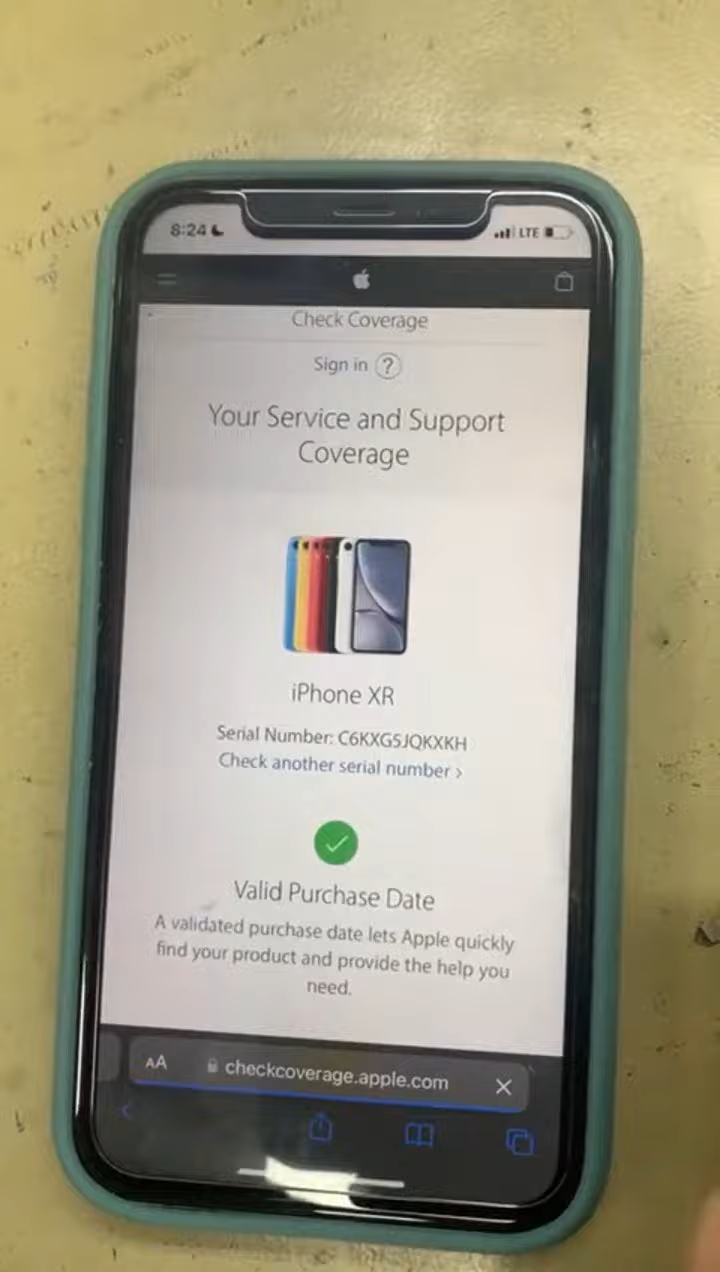 8:24
LTE
Check Coverage
Sign in ?
Your Service and Support
Coverage
iPhone XR
Serial Number: C6KXG5JQKXKH
Check another serial number >
Valid Purchase Date
A validated purchase date lets Apple quickly
find your product and provide the help you
need.
AA checkcoverage.apple.com